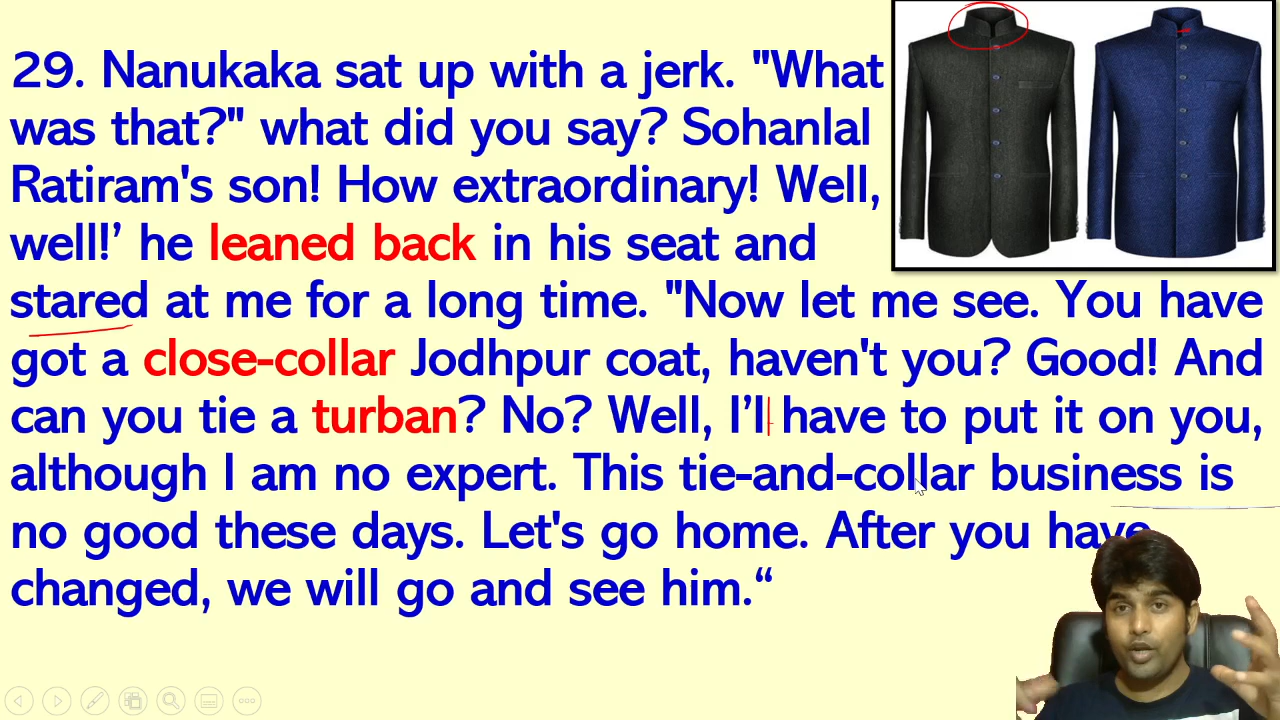 29. Nanukaka sat up with a jerk. "What
was that?" what did you say? Sohanlal
Ratiram's son! How extraordinary! Well,
well!’ he leaned back in his seat and
stared at me for a long time. "Now let me see. You have
got a close-collar Jodhpur coat, haven't you? Good! And
can you tie a turban? No? Well, I’ll have to put it on you,
although I am no expert. This tie-and-collar business is
no good these days. Let's go home. After you have
changed, we will go and see him.“